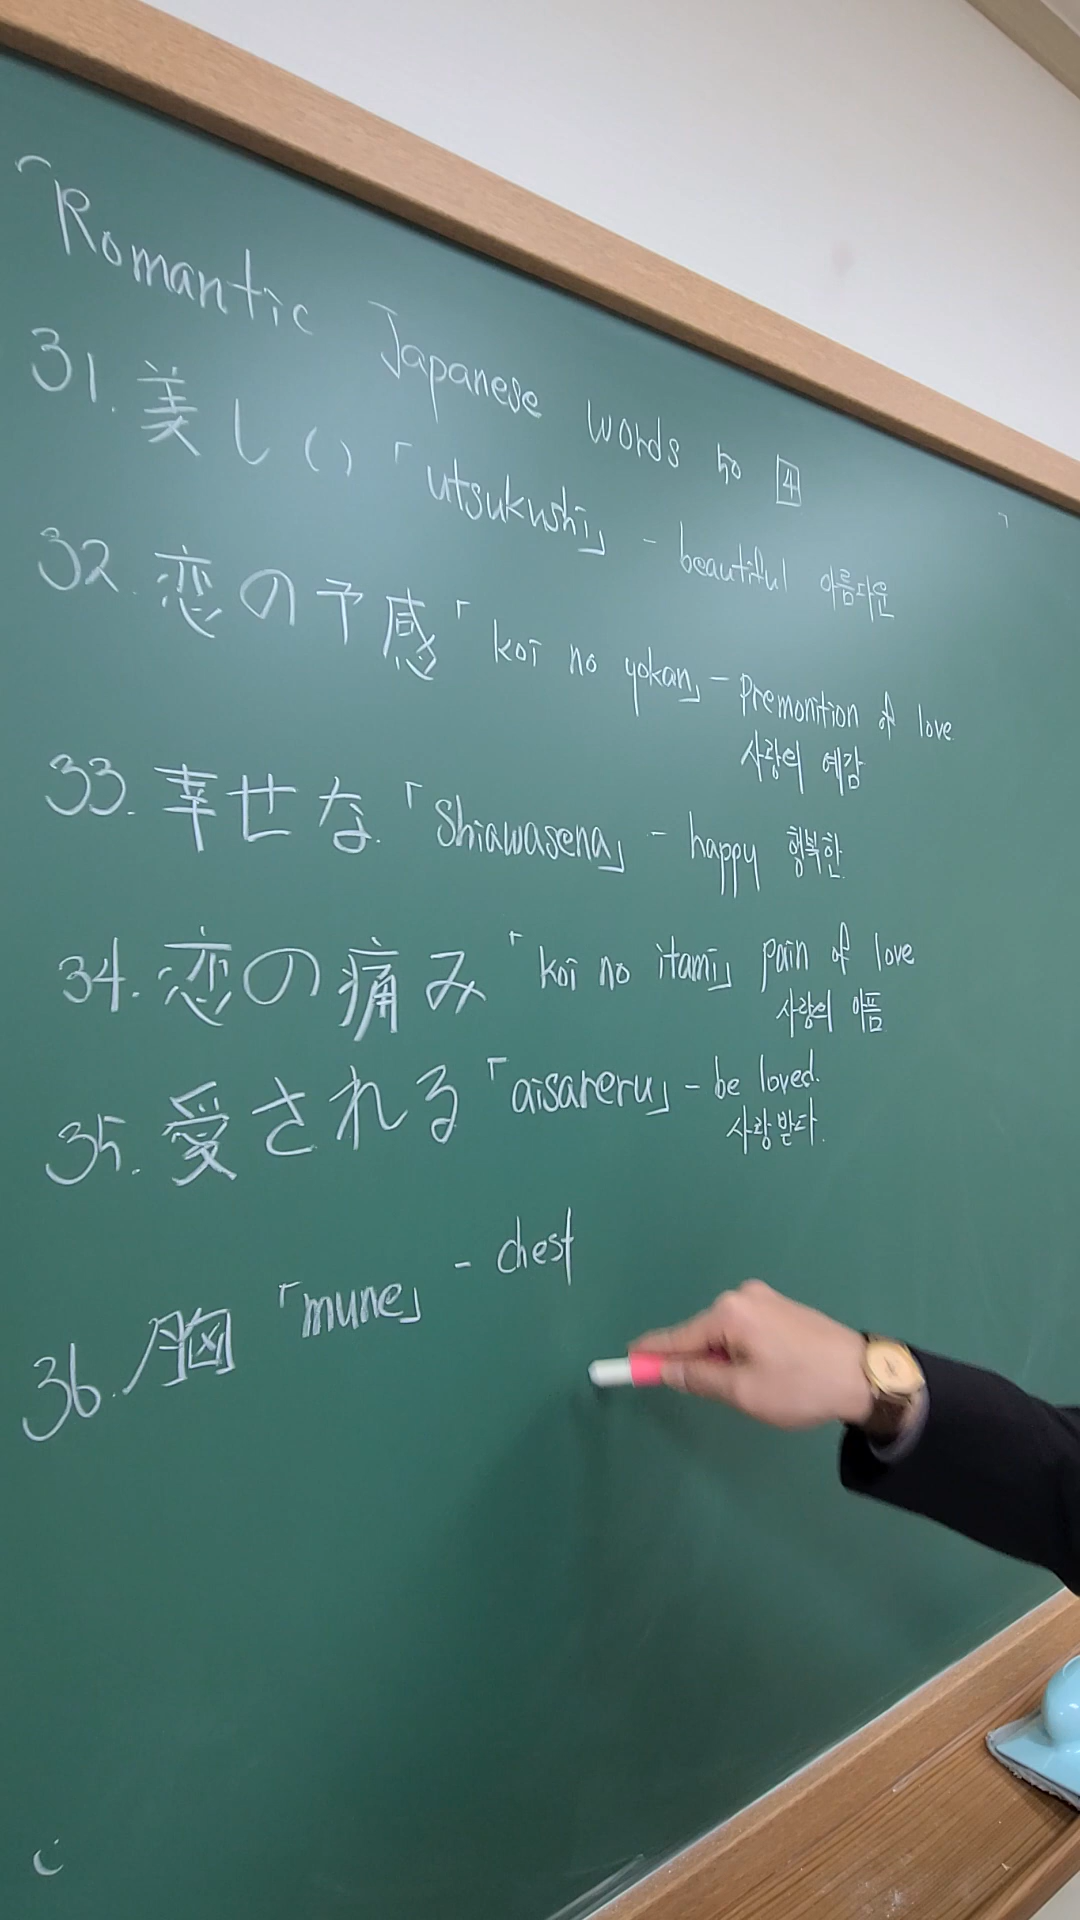 Romantic Japanese words 50 4
31. 美しい 「utsukushi」 - beautiful 아름다운
32. 恋の予感 「koi no yokan」 - Premonition of love
사랑의 예감
33. 幸せな 「Shiawasena」 - happy 행복한
34. 恋の痛み 「koi no itami」 pain of love
사랑의 아픔
35. 愛される 「aisareru」 - be loved.
사랑받다.
36. 胸 「mune」 - chest